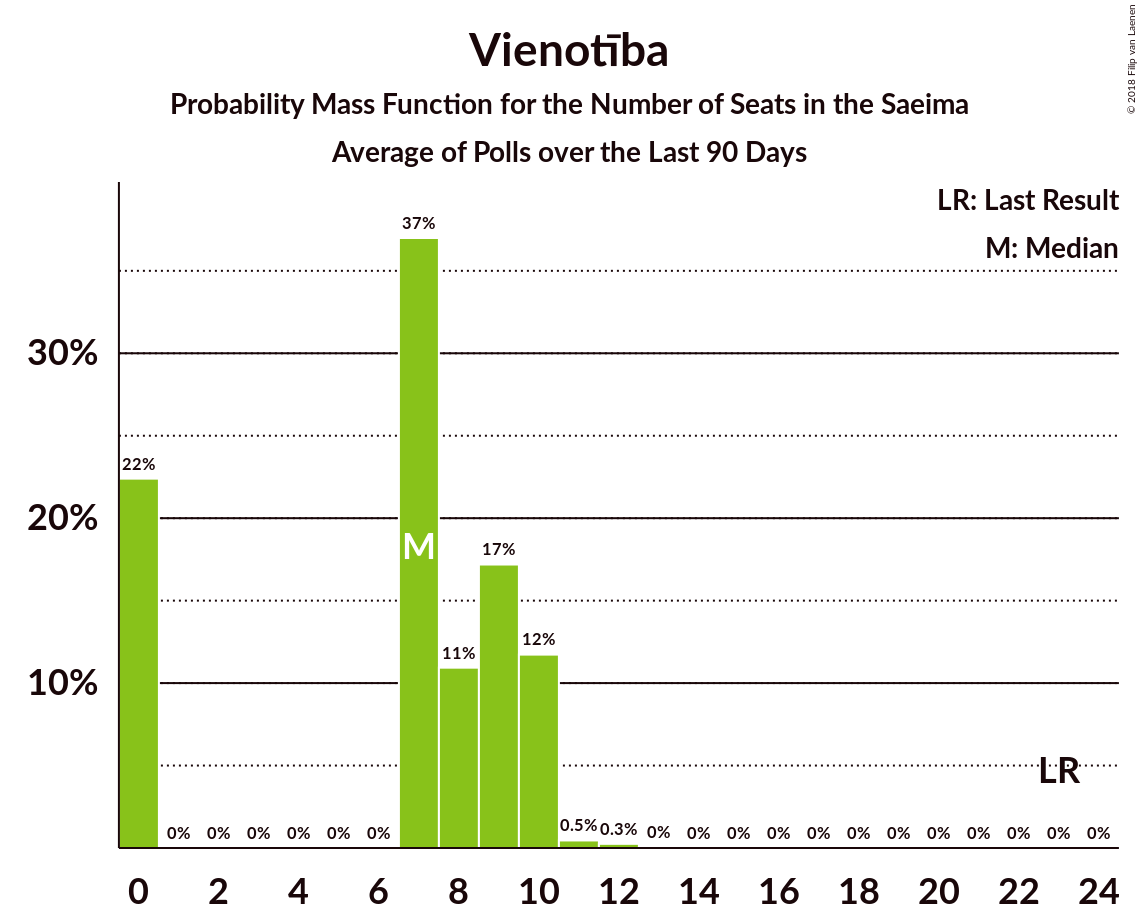 Vienotība
Probability Mass Function for the Number of Seats in the Saeima
Average of Polls over the Last 90 Days
© 2018 Filip van Laenen
LR: Last Result
M: Median
37%
30%
22%
20%
M
17%
12%
11%
10%
LR
0% 0% 0% 0% 0% 0% 0.5% 0.3% 0% 0% 0% 0% 0% 0% 0% 0% 0% 0% 0% 0%
0 2 4 6 8 10 12 14 16 18 20 22 24